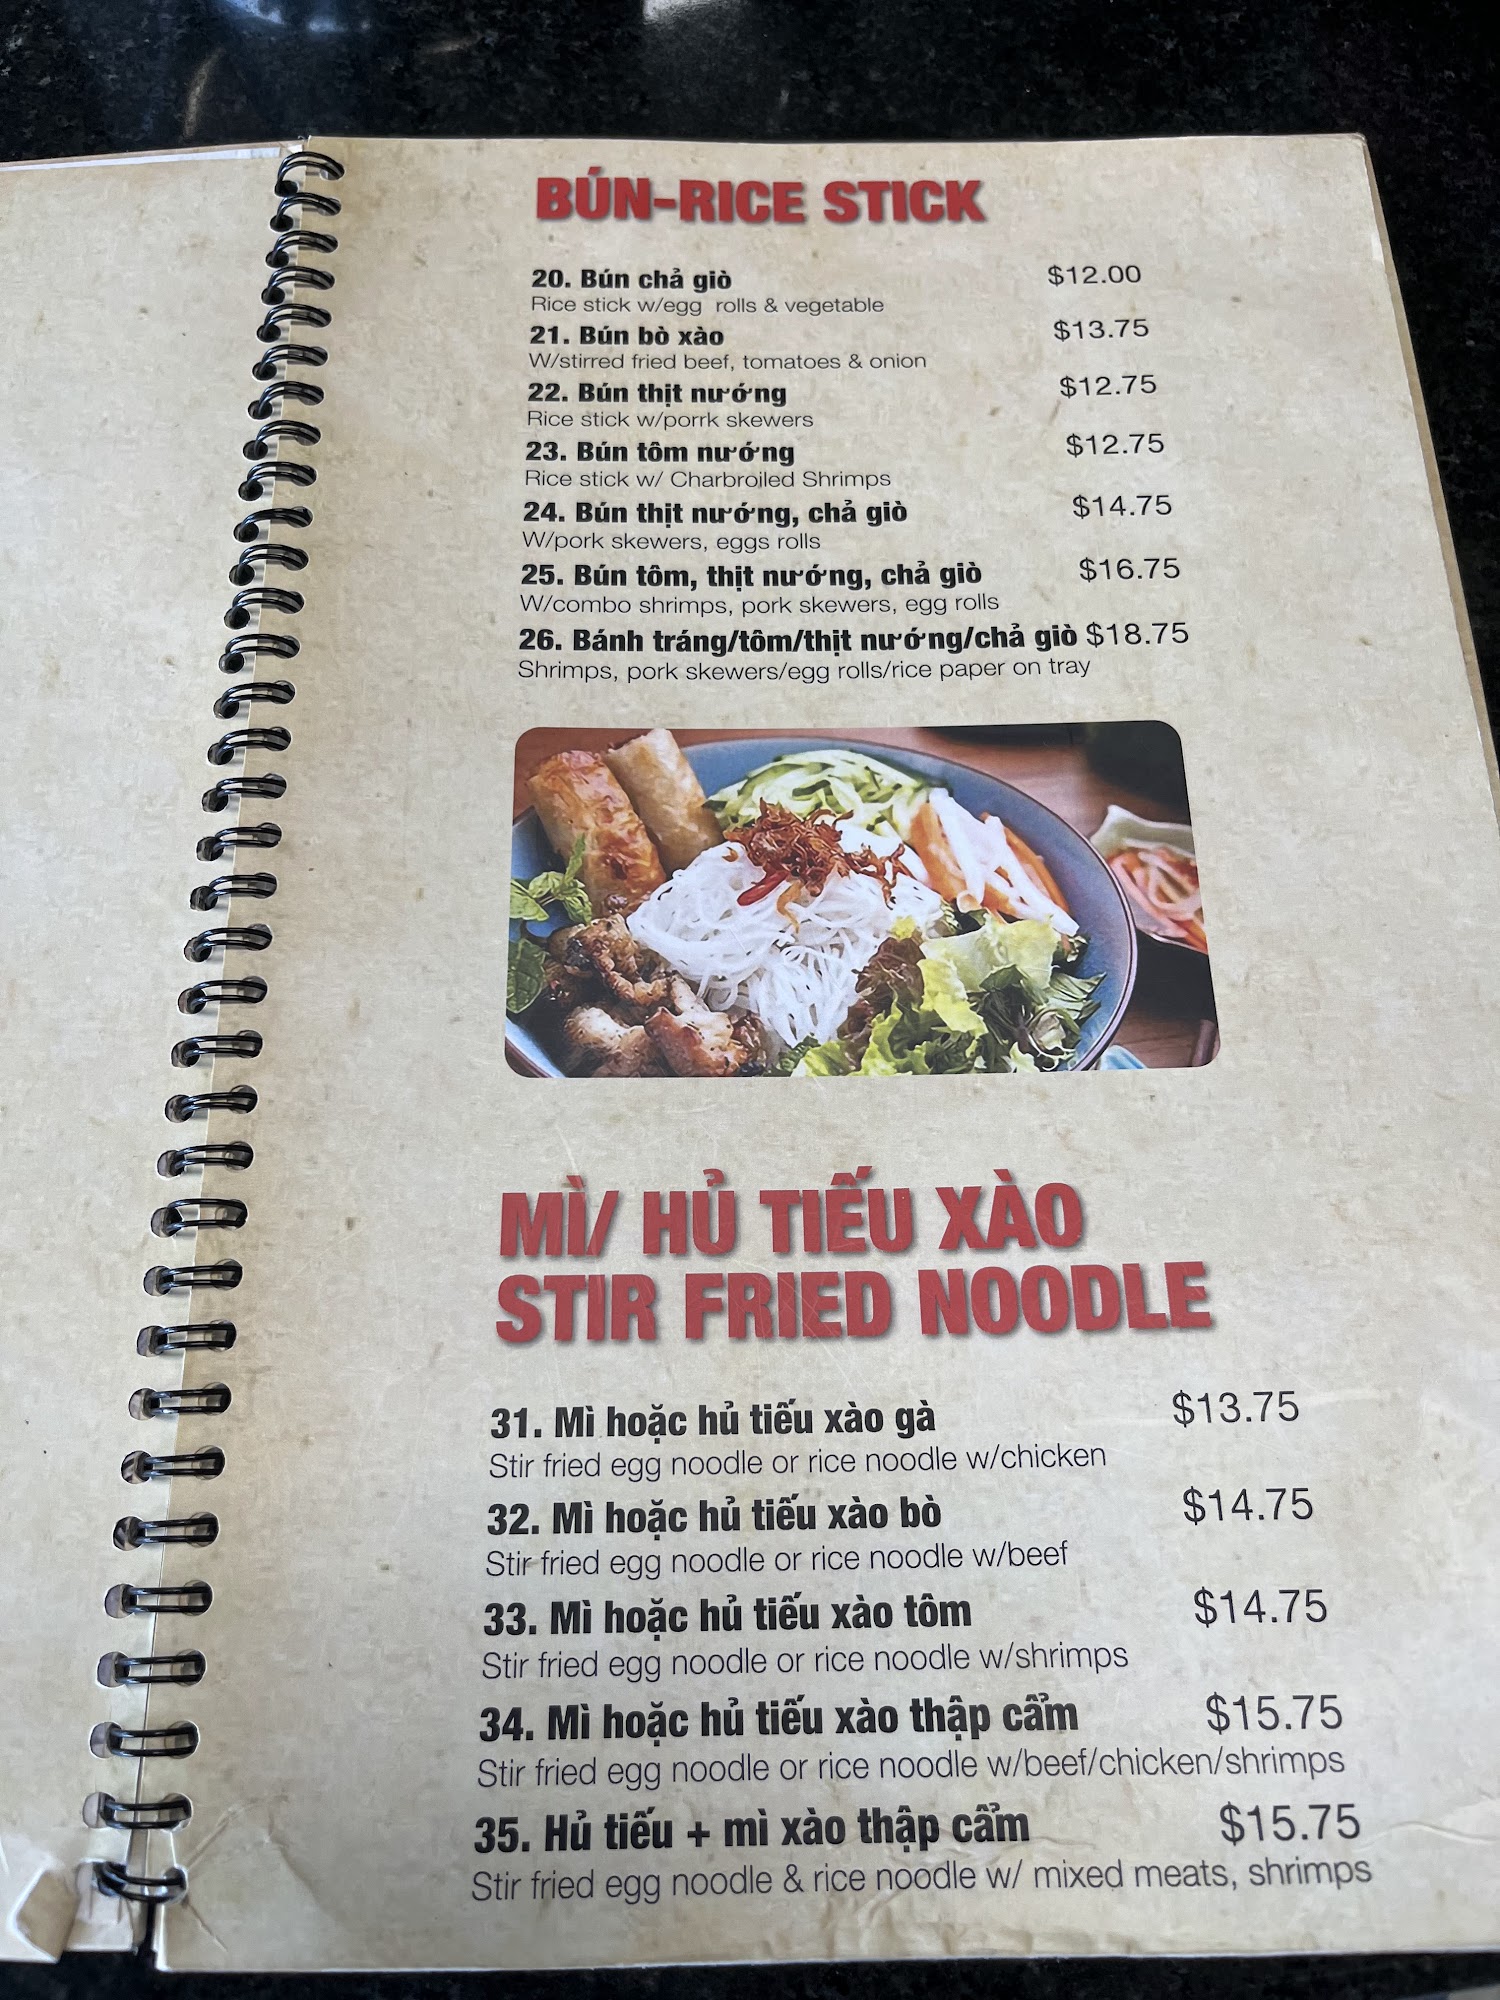 BÚN-RICE STICK
20. Bún chả giò $12.00
Rice stick w/egg rolls & vegetable
21. Bún bò xào $13.75
W/stirred fried beef, tomatoes & onion
22. Bún thịt nướng $12.75
Rice stick w/porrk skewers
23. Bún tôm nướng $12.75
Rice stick w/ Charbroiled Shrimps
24. Bún thịt nướng, chả giò $14.75
W/pork skewers, eggs rolls
25. Bún tôm, thịt nướng, chả giò $16.75
W/combo shrimps, pork skewers, egg rolls
26. Bánh tráng/tôm/thịt nướng/chả giò $18.75
Shrimps, pork skewers/egg rolls/rice paper on tray
MÌ/ HỦ TIẾU XÀO
STIR FRIED NOODLE
31. Mì hoặc hủ tiếu xào gà $13.75
Stir fried egg noodle or rice noodle w/chicken
32. Mì hoặc hủ tiếu xào bò $14.75
Stir fried egg noodle or rice noodle w/beef
33. Mì hoặc hủ tiếu xào tôm $14.75
Stir fried egg noodle or rice noodle w/shrimps
34. Mì hoặc hủ tiếu xào thập cẩm $15.75
Stir fried egg noodle or rice noodle w/beef/chicken/shrimps
35. Hủ tiếu + mì xào thập cẩm $15.75
Stir fried egg noodle & rice noodle w/ mixed meats, shrimps